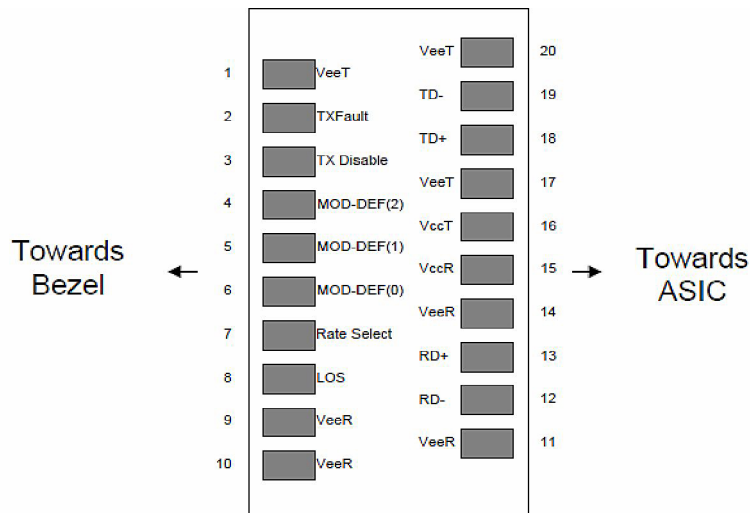 1 VeeT
2 TXFault
3 TX Disable
4 MOD-DEF(2)
5 MOD-DEF(1)
6 MOD-DEF(0)
7 Rate Select
8 LOS
9 VeeR
10 VeeR
VeeT 20
TD- 19
TD+ 18
VeeT 17
VccT 16
VccR 15
VeeR 14
RD+ 13
RD- 12
VeeR 11
Towards
Bezel
Towards
ASIC